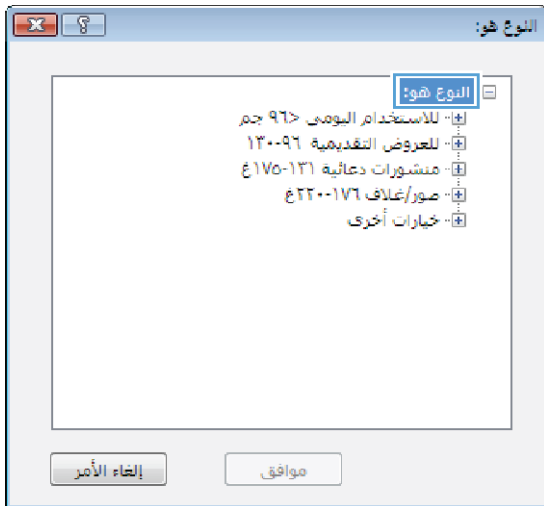 النوع هو:
النوع هو:
للاستخدام اليومي <٩٦ جم
للعروض التقديمية ٩٦-١٣٠
منشورات دعائية ١٣١-١٧٥غ
صور/غلاف ١٧٦-٢٢٠غ
خيارات أخرى
موافق
إلغاء الأمر